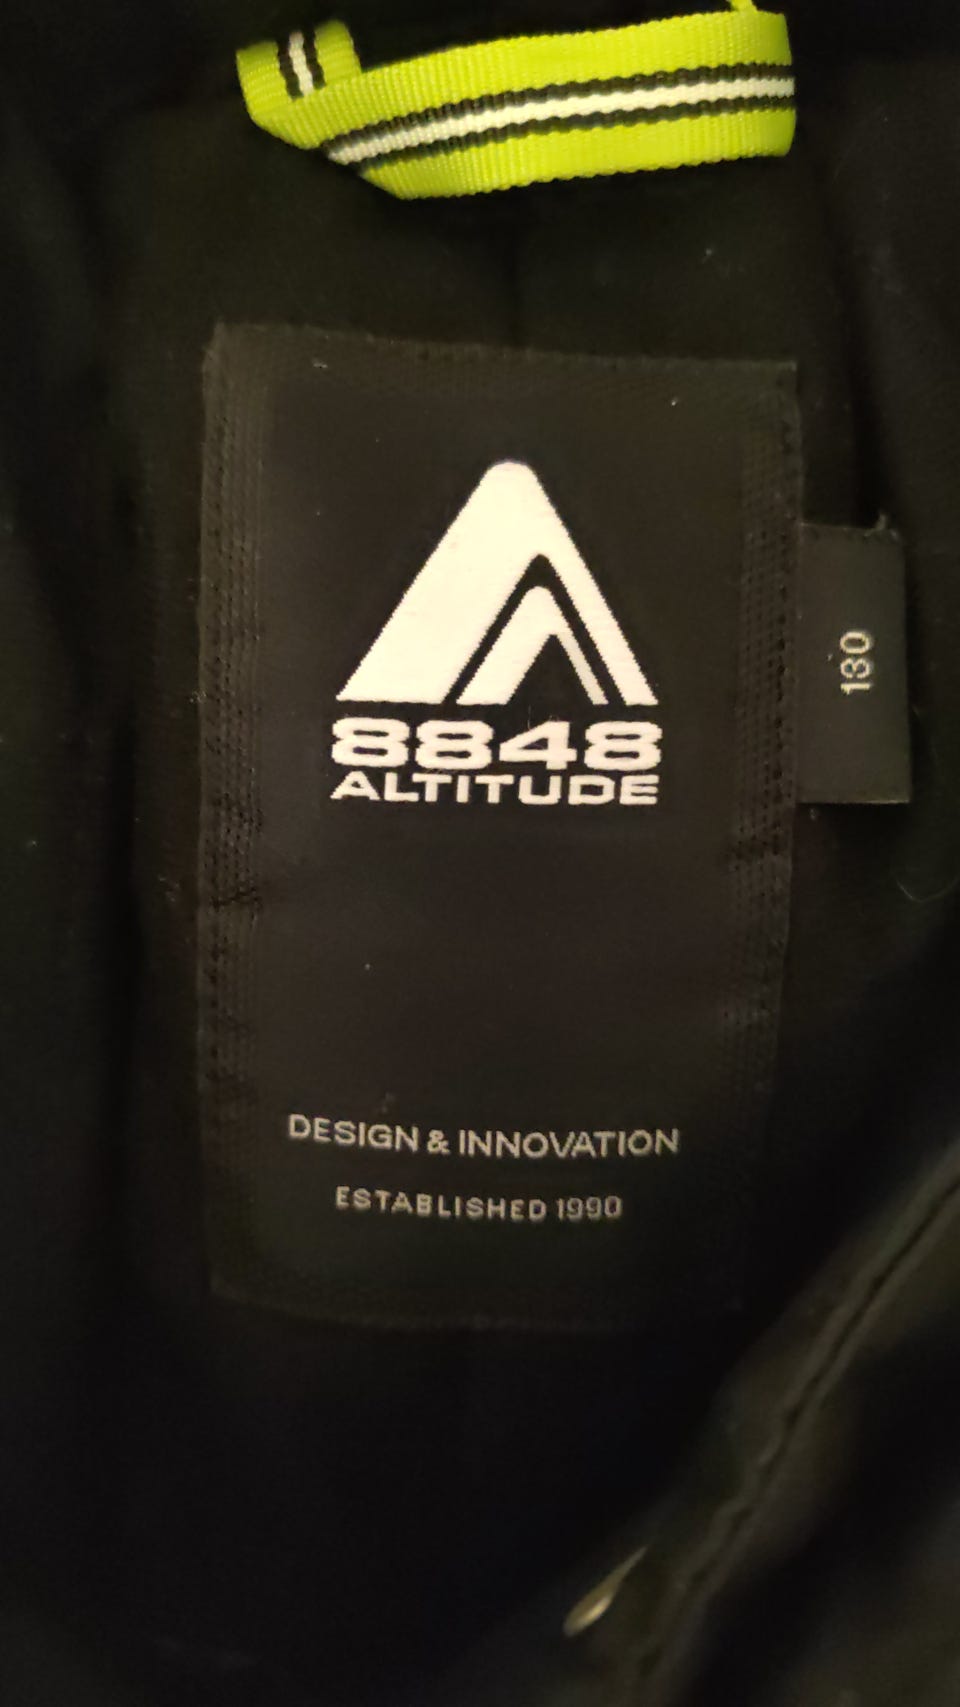 8848
ALTITUDE
130
DESIGN & INNOVATION
ESTABLISHED 1990